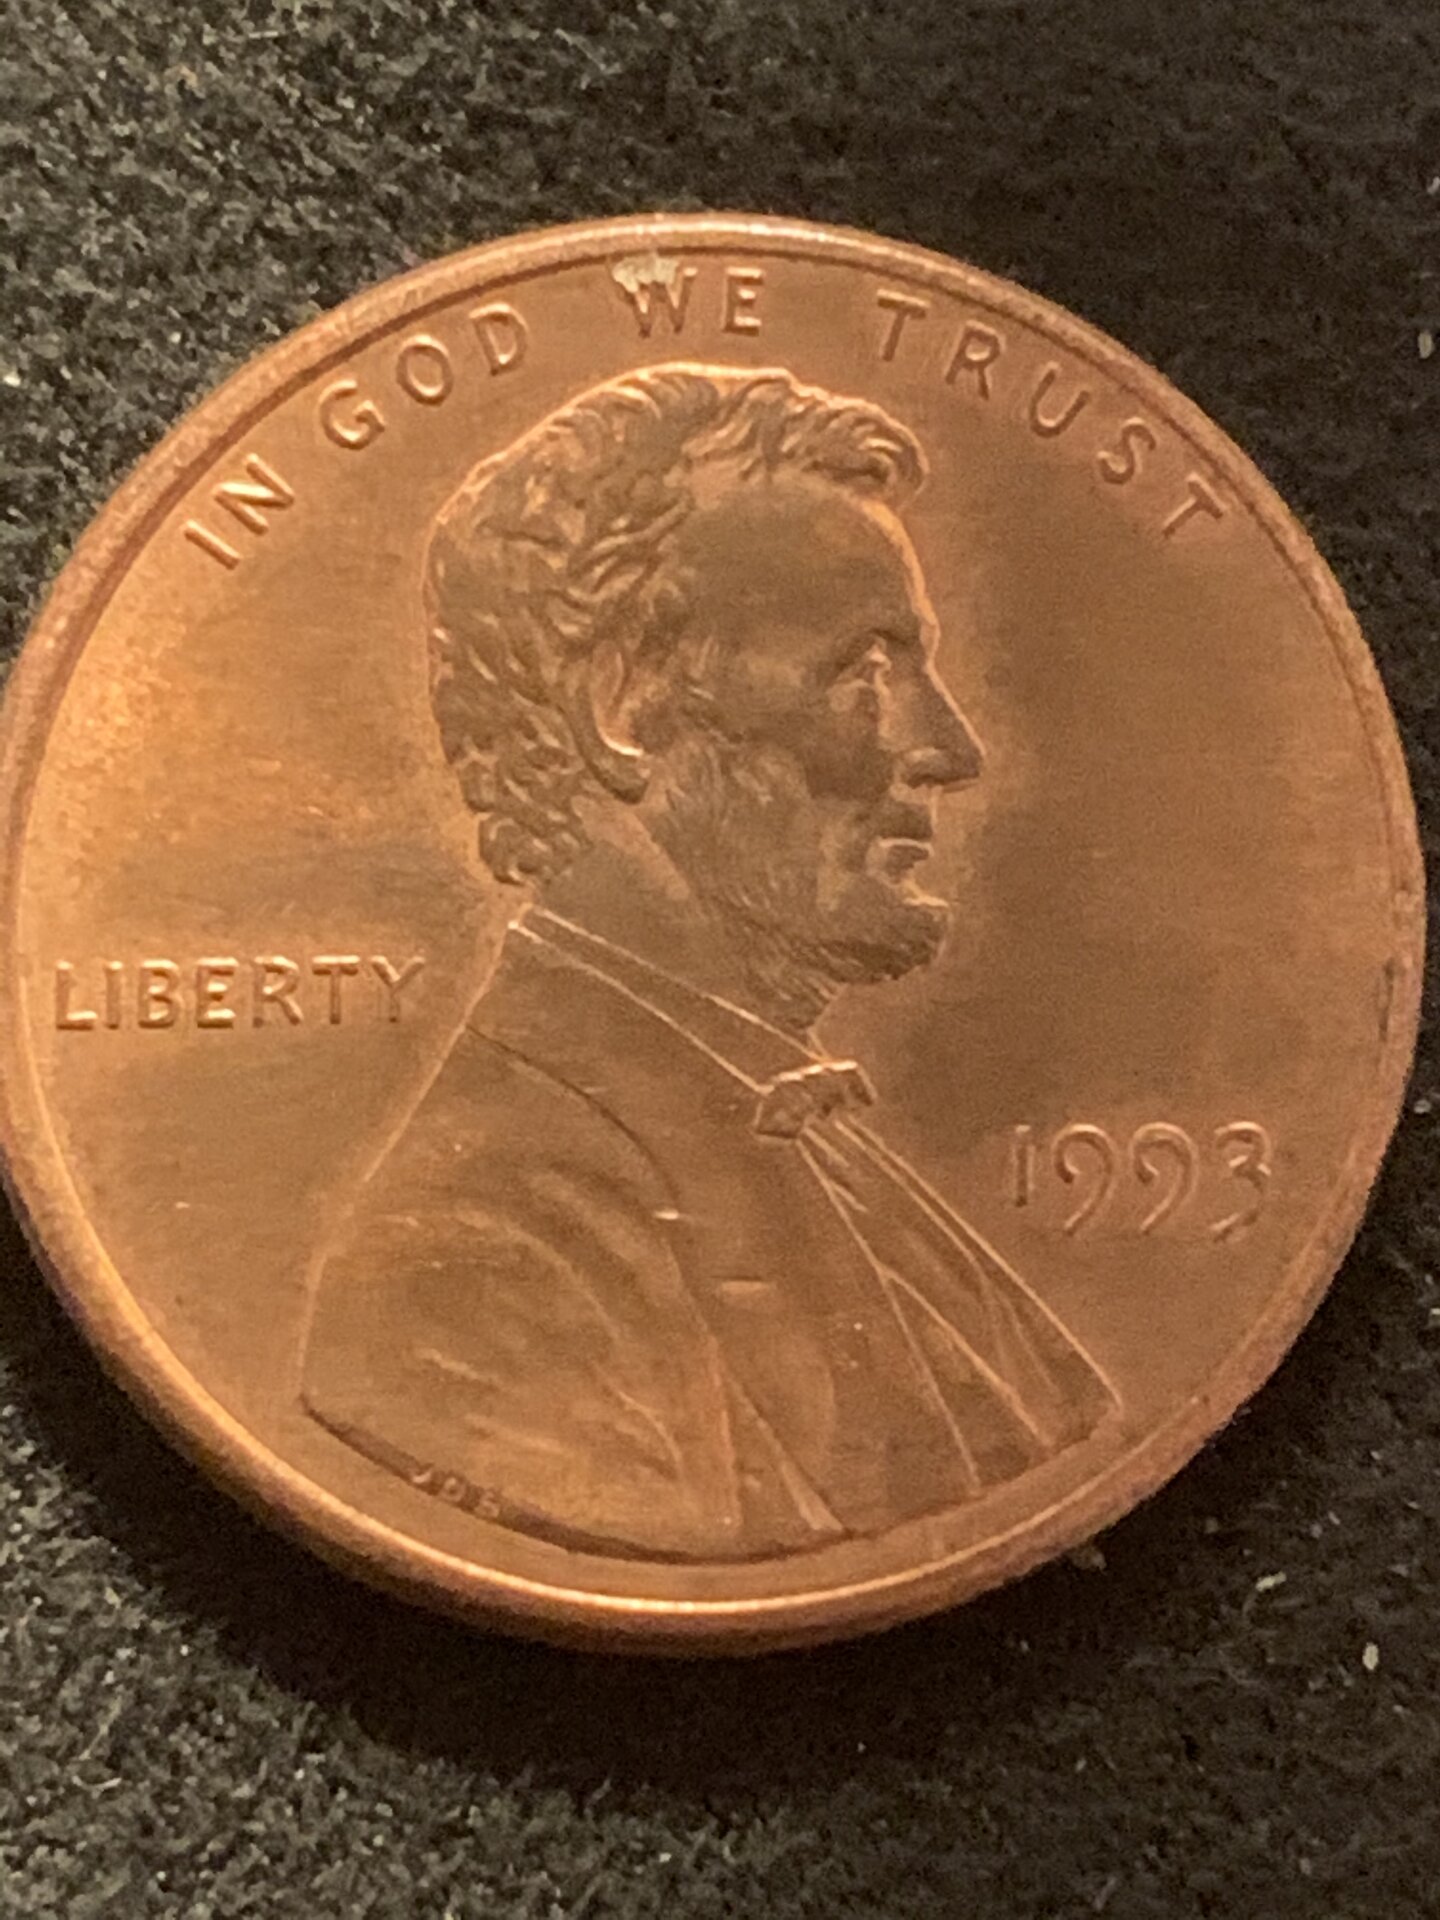 IN GOD WE TRUST
LIBERTY
1993